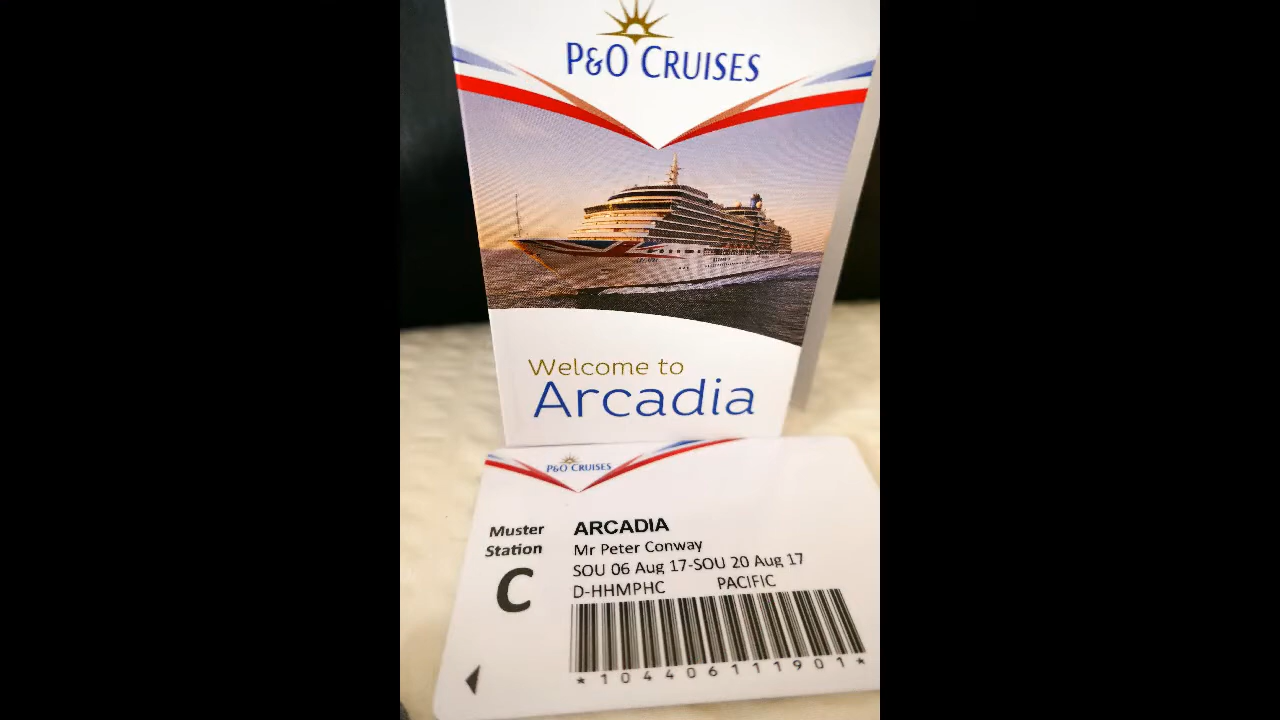 P&O CRUISES
Welcome to
Arcadia
P&O CRUISES
Muster
Station
C
ARCADIA
Mr Peter Conway
SOU 06 Aug 17-SOU 20 Aug 17
D-HHMPHC PACIFIC
*104406111901*